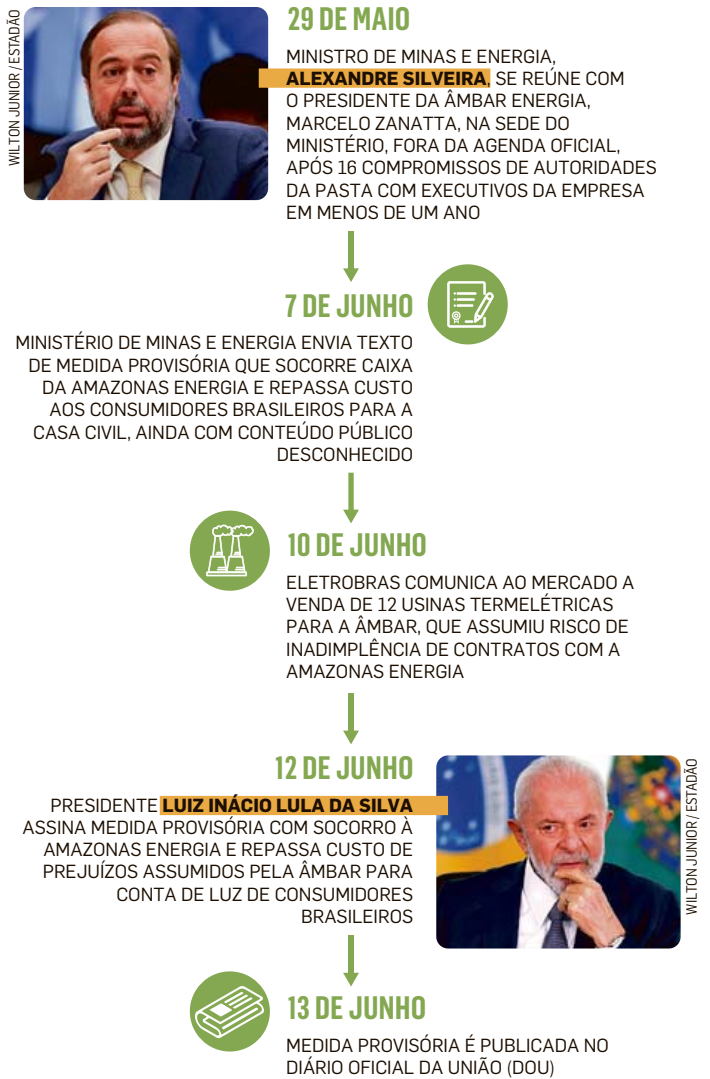 WILTON JUNIOR / ESTADÃO
29 DE MAIO
MINISTRO DE MINAS E ENERGIA,
ALEXANDRE SILVEIRA, SE REÚNE COM
O PRESIDENTE DA ÂMBAR ENERGIA,
MARCELO ZANATTA, NA SEDE DO
MINISTÉRIO, FORA DA AGENDA OFICIAL,
APÓS 16 COMPROMISSOS DE AUTORIDADES
DA PASTA COM EXECUTIVOS DA EMPRESA
EM MENOS DE UM ANO
7 DE JUNHO
MINISTÉRIO DE MINAS E ENERGIA ENVIA TEXTO
DE MEDIDA PROVISÓRIA QUE SOCORRE CAIXA
DA AMAZONAS ENERGIA E REPASSA CUSTO
AOS CONSUMIDORES BRASILEIROS PARA A
CASA CIVIL, AINDA COM CONTEÚDO PÚBLICO
DESCONHECIDO
10 DE JUNHO
ELETROBRAS COMUNICA AO MERCADO A
VENDA DE 12 USINAS TERMELÉTRICAS
PARA A ÂMBAR, QUE ASSUMIU RISCO DE
INADIMPLÊNCIA DE CONTRATOS COM A
AMAZONAS ENERGIA
12 DE JUNHO
PRESIDENTE LUIZ INÁCIO LULA DA SILVA
ASSINA MEDIDA PROVISÓRIA COM SOCORRO À
AMAZONAS ENERGIA E REPASSA CUSTO DE
PREJUÍZOS ASSUMIDOS PELA ÂMBAR PARA
CONTA DE LUZ DE CONSUMIDORES
BRASILEIROS
WILTON JUNIOR / ESTADÃO
13 DE JUNHO
MEDIDA PROVISÓRIA É PUBLICADA NO
DIÁRIO OFICIAL DA UNIÃO (DOU)